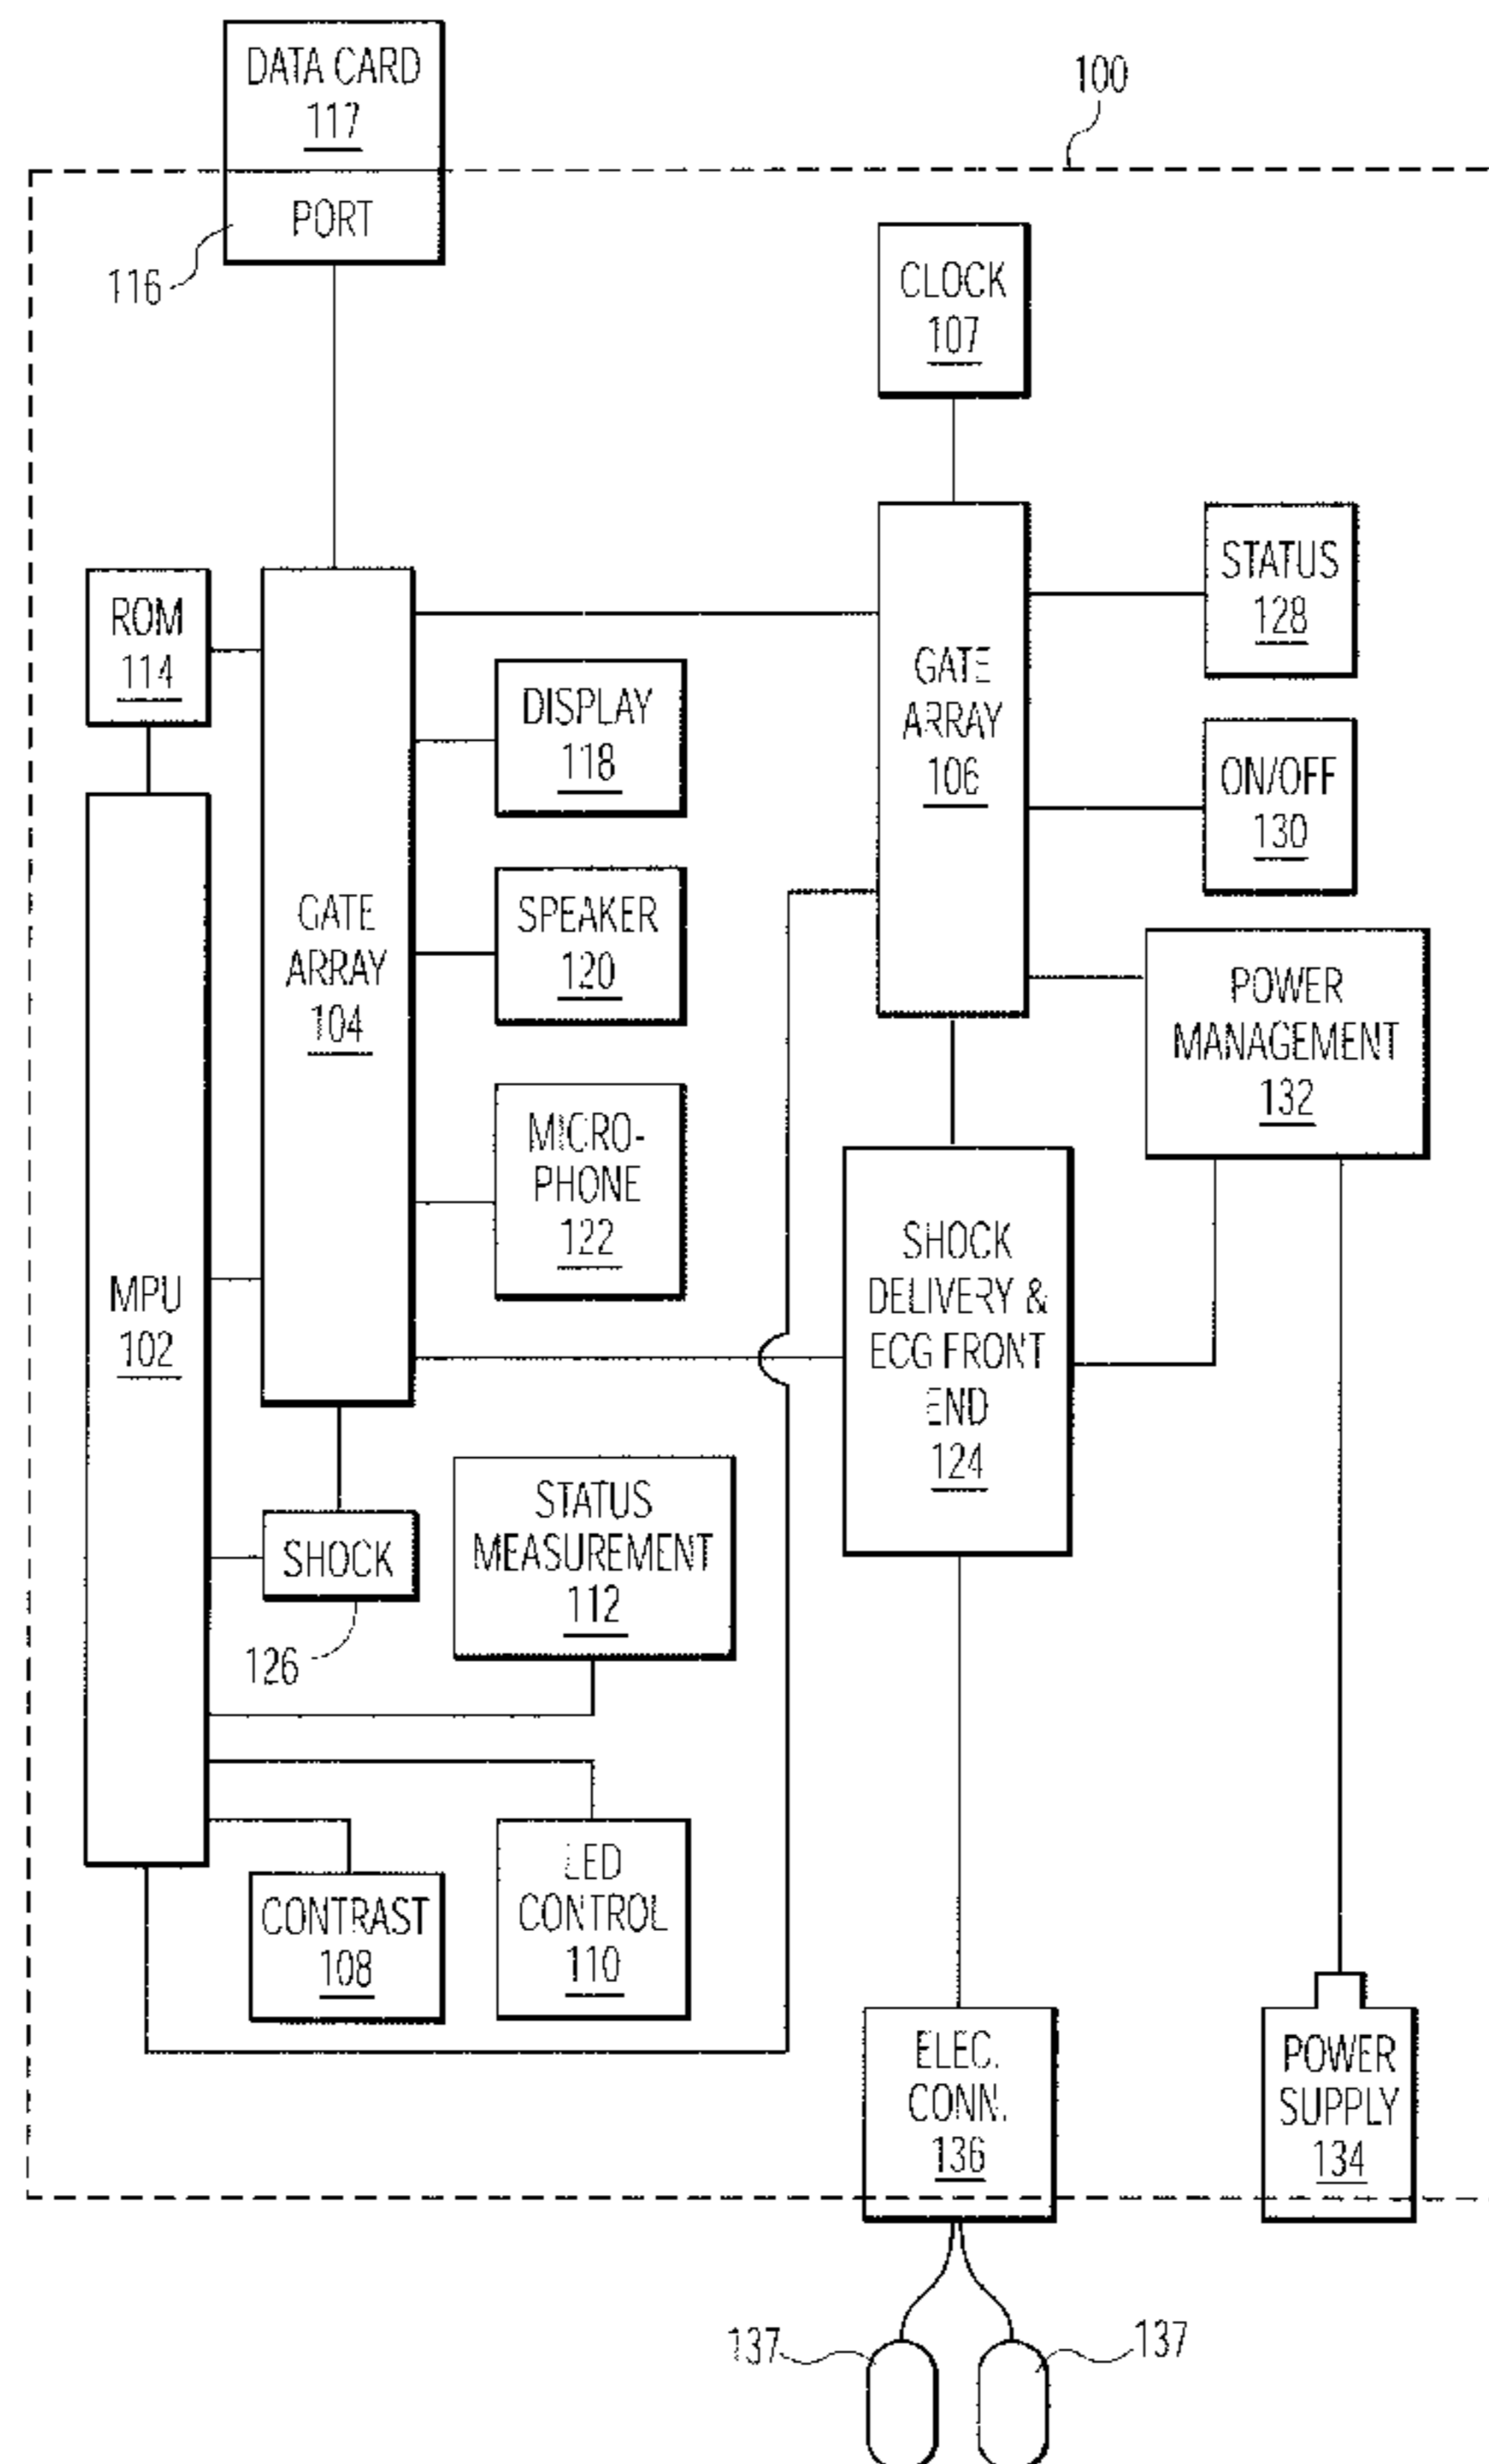 DATA CARD
117
100
PORT
116
CLOCK
107
ROM
114
GATE
ARRAY
106
STATUS
128
DISPLAY
118
ON/OFF
130
GATE
ARRAY
104
SPEAKER
120
POWER
MANAGEMENT
132
MICRO-
PHONE
122
MPU
102
SHOCK
DELIVERY &
ECG FRONT
END
124
SHOCK
126
STATUS
MEASUREMENT
112
CONTRAST
108
LED
CONTROL
110
ELEC.
CONN.
136
POWER
SUPPLY
134
137
137